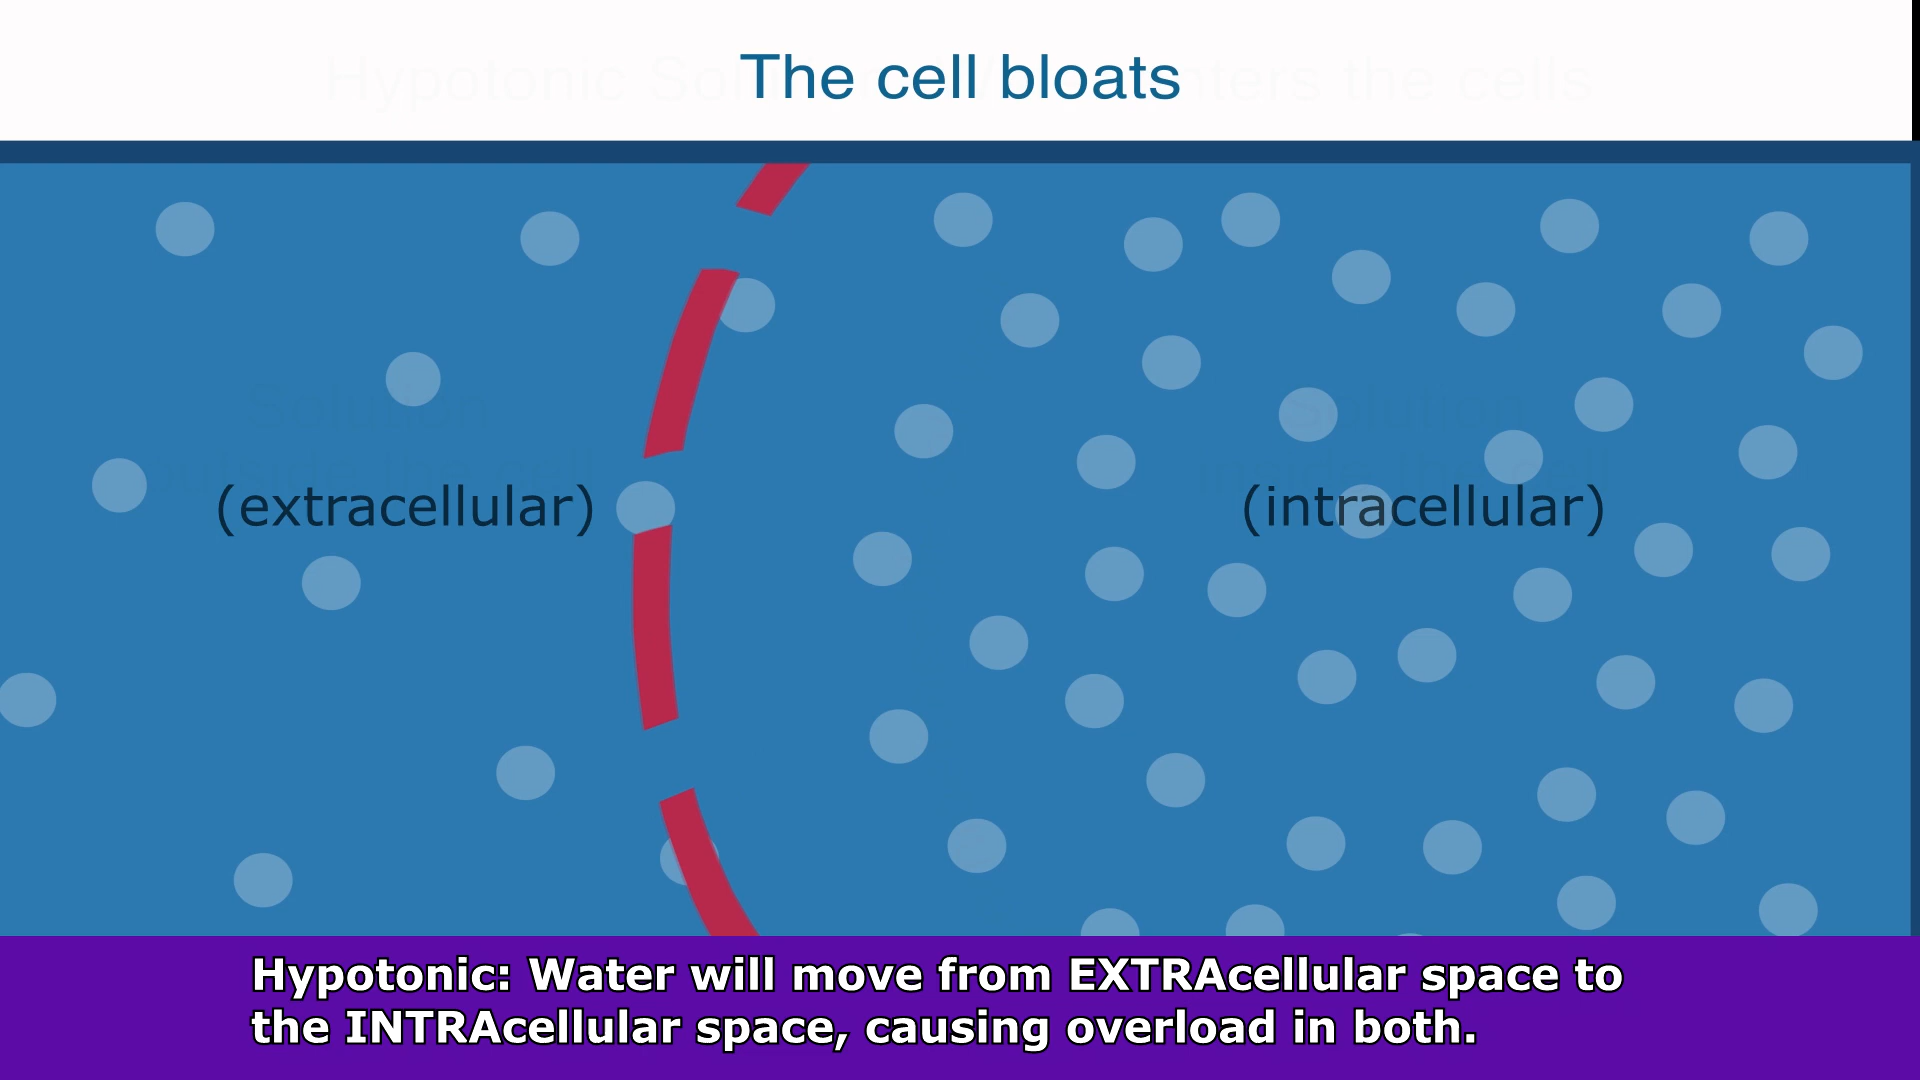 The cell bloats
(extracellular)
(intracellular)
Hypotonic: Water will move from EXTRAcellular space to
the INTRAcellular space, causing overload in both.